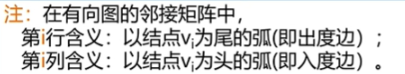 注：在有向图的邻接矩阵中，
第i行含义：以结点vi为尾的弧(即出度边）；
第i列含义：以结点vi为头的弧(即入度边）。